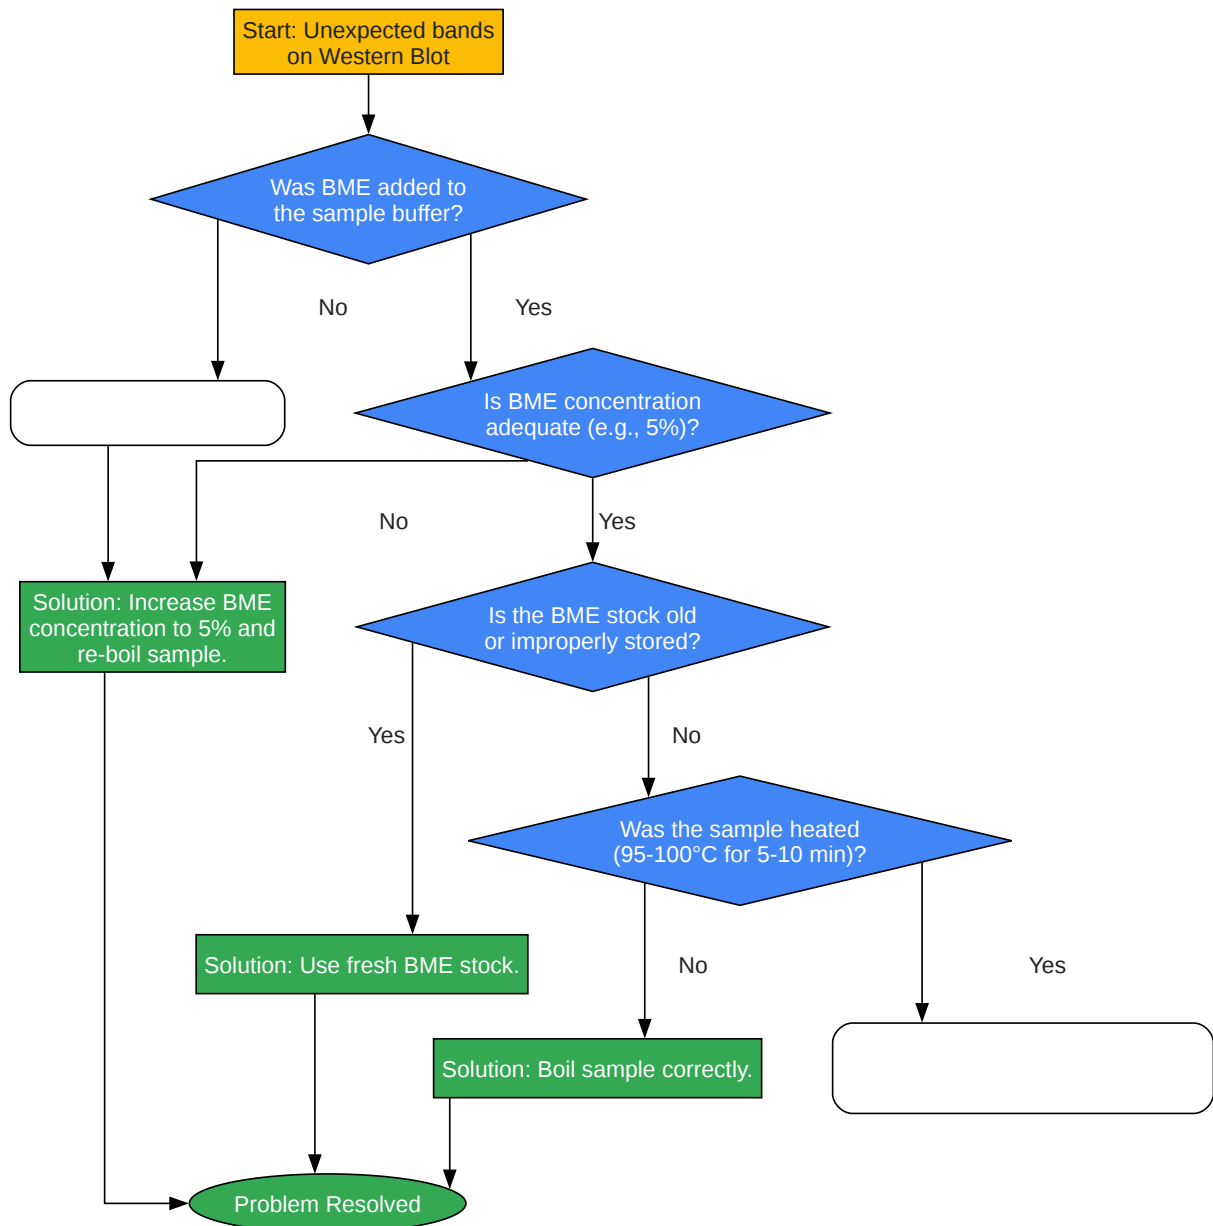 Start: Unexpected bands
on Western Blot
Was BME added to
the sample buffer?
No
Yes
Is BME concentration
adequate (e.g., 5%)?
No
Yes
Solution: Increase BME
concentration to 5% and
re-boil sample.
Is the BME stock old
or improperly stored?
Yes
No
Was the sample heated
(95-100°C for 5-10 min)?
Solution: Use fresh BME stock.
No
Yes
Solution: Boil sample correctly.
Problem Resolved